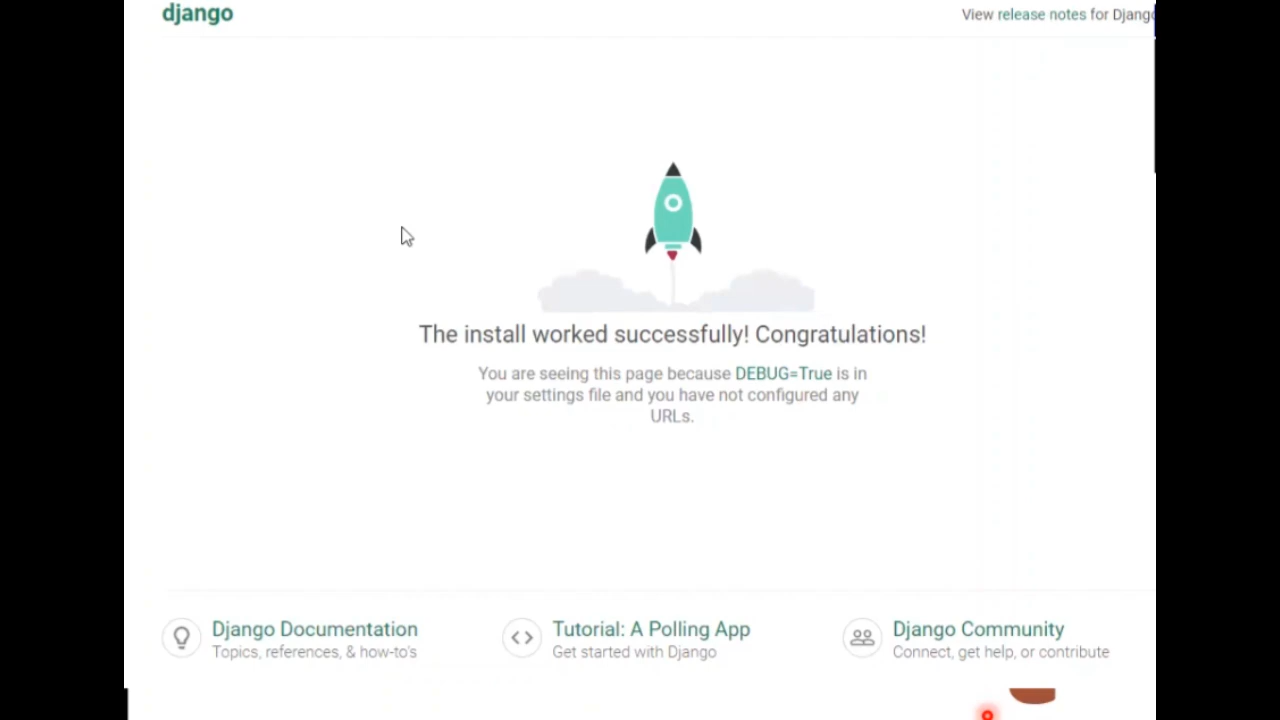 django
View release notes for Django
The install worked successfully! Congratulations!
You are seeing this page because DEBUG=True is in
your settings file and you have not configured any
URLs.
Django Documentation
Topics, references, & how-to's
Tutorial: A Polling App
Get started with Django
Django Community
Connect, get help, or contribute